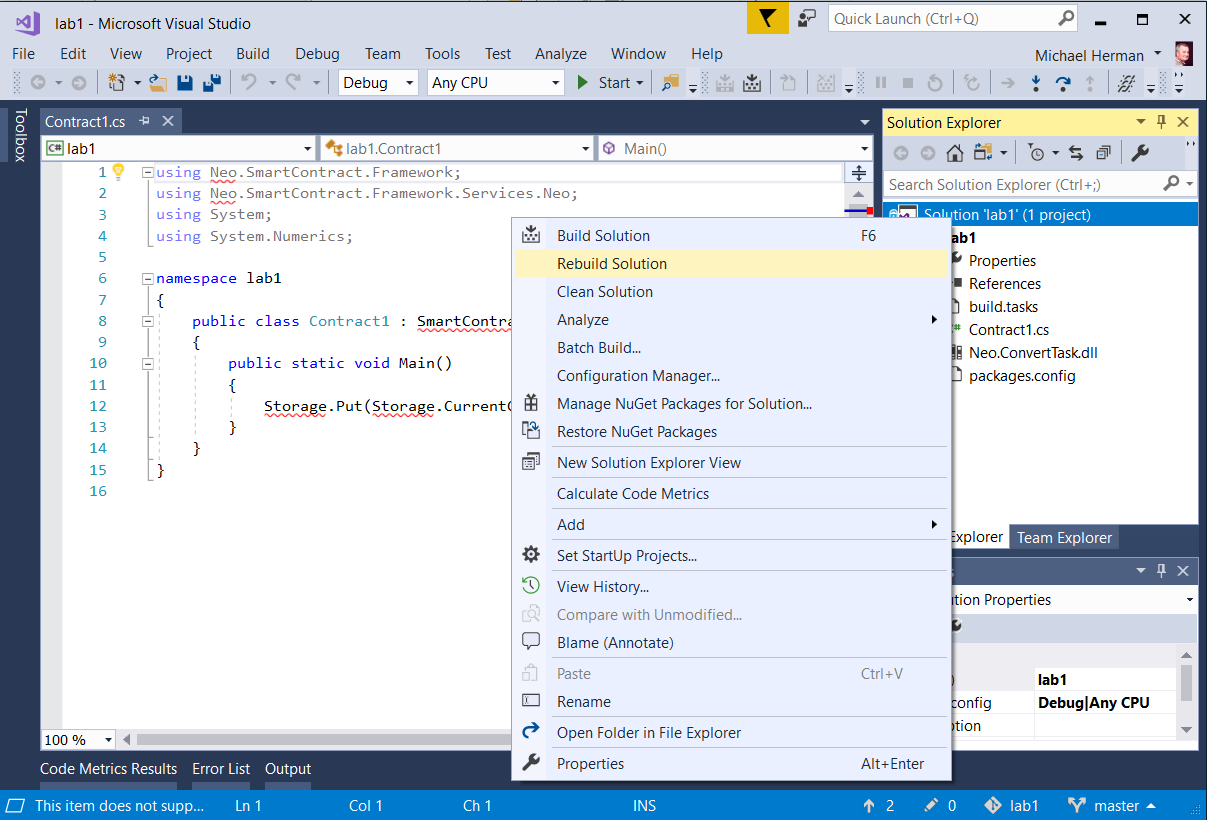 lab1 - Microsoft Visual Studio
Quick Launch (Ctrl+Q)
File Edit View Project Build Debug Team Tools Test Analyze Window Help
Michael Herman
Debug Any CPU Start
Toolbox
Contract1.cs
C# lab1 lab1.Contract1 Main()
1 using Neo.SmartContract.Framework;
2 using Neo.SmartContract.Framework.Services.Neo;
3 using System;
4 using System.Numerics;
5
6 namespace lab1
7 {
8 public class Contract1 : SmartContra
9 {
10 public static void Main()
11 {
12 Storage.Put(Storage.CurrentC
13 }
14 }
15 }
16
100 %
Build Solution F6
Rebuild Solution
Clean Solution
Analyze
Batch Build...
Configuration Manager...
Manage NuGet Packages for Solution...
Restore NuGet Packages
New Solution Explorer View
Calculate Code Metrics
Add
Set StartUp Projects...
View History...
Compare with Unmodified...
Blame (Annotate)
Paste Ctrl+V
Rename
Open Folder in File Explorer
Properties Alt+Enter
Solution Explorer
Search Solution Explorer (Ctrl+;)
Solution 'lab1' (1 project)
ab1
Properties
References
build.tasks
Contract1.cs
Neo.ConvertTask.dll
packages.config
Explorer Team Explorer
ution Properties
) lab1
config Debug|Any CPU
ption
Code Metrics Results Error List Output
This item does not supp... Ln 1 Col 1 Ch 1 INS 2 0 lab1 master